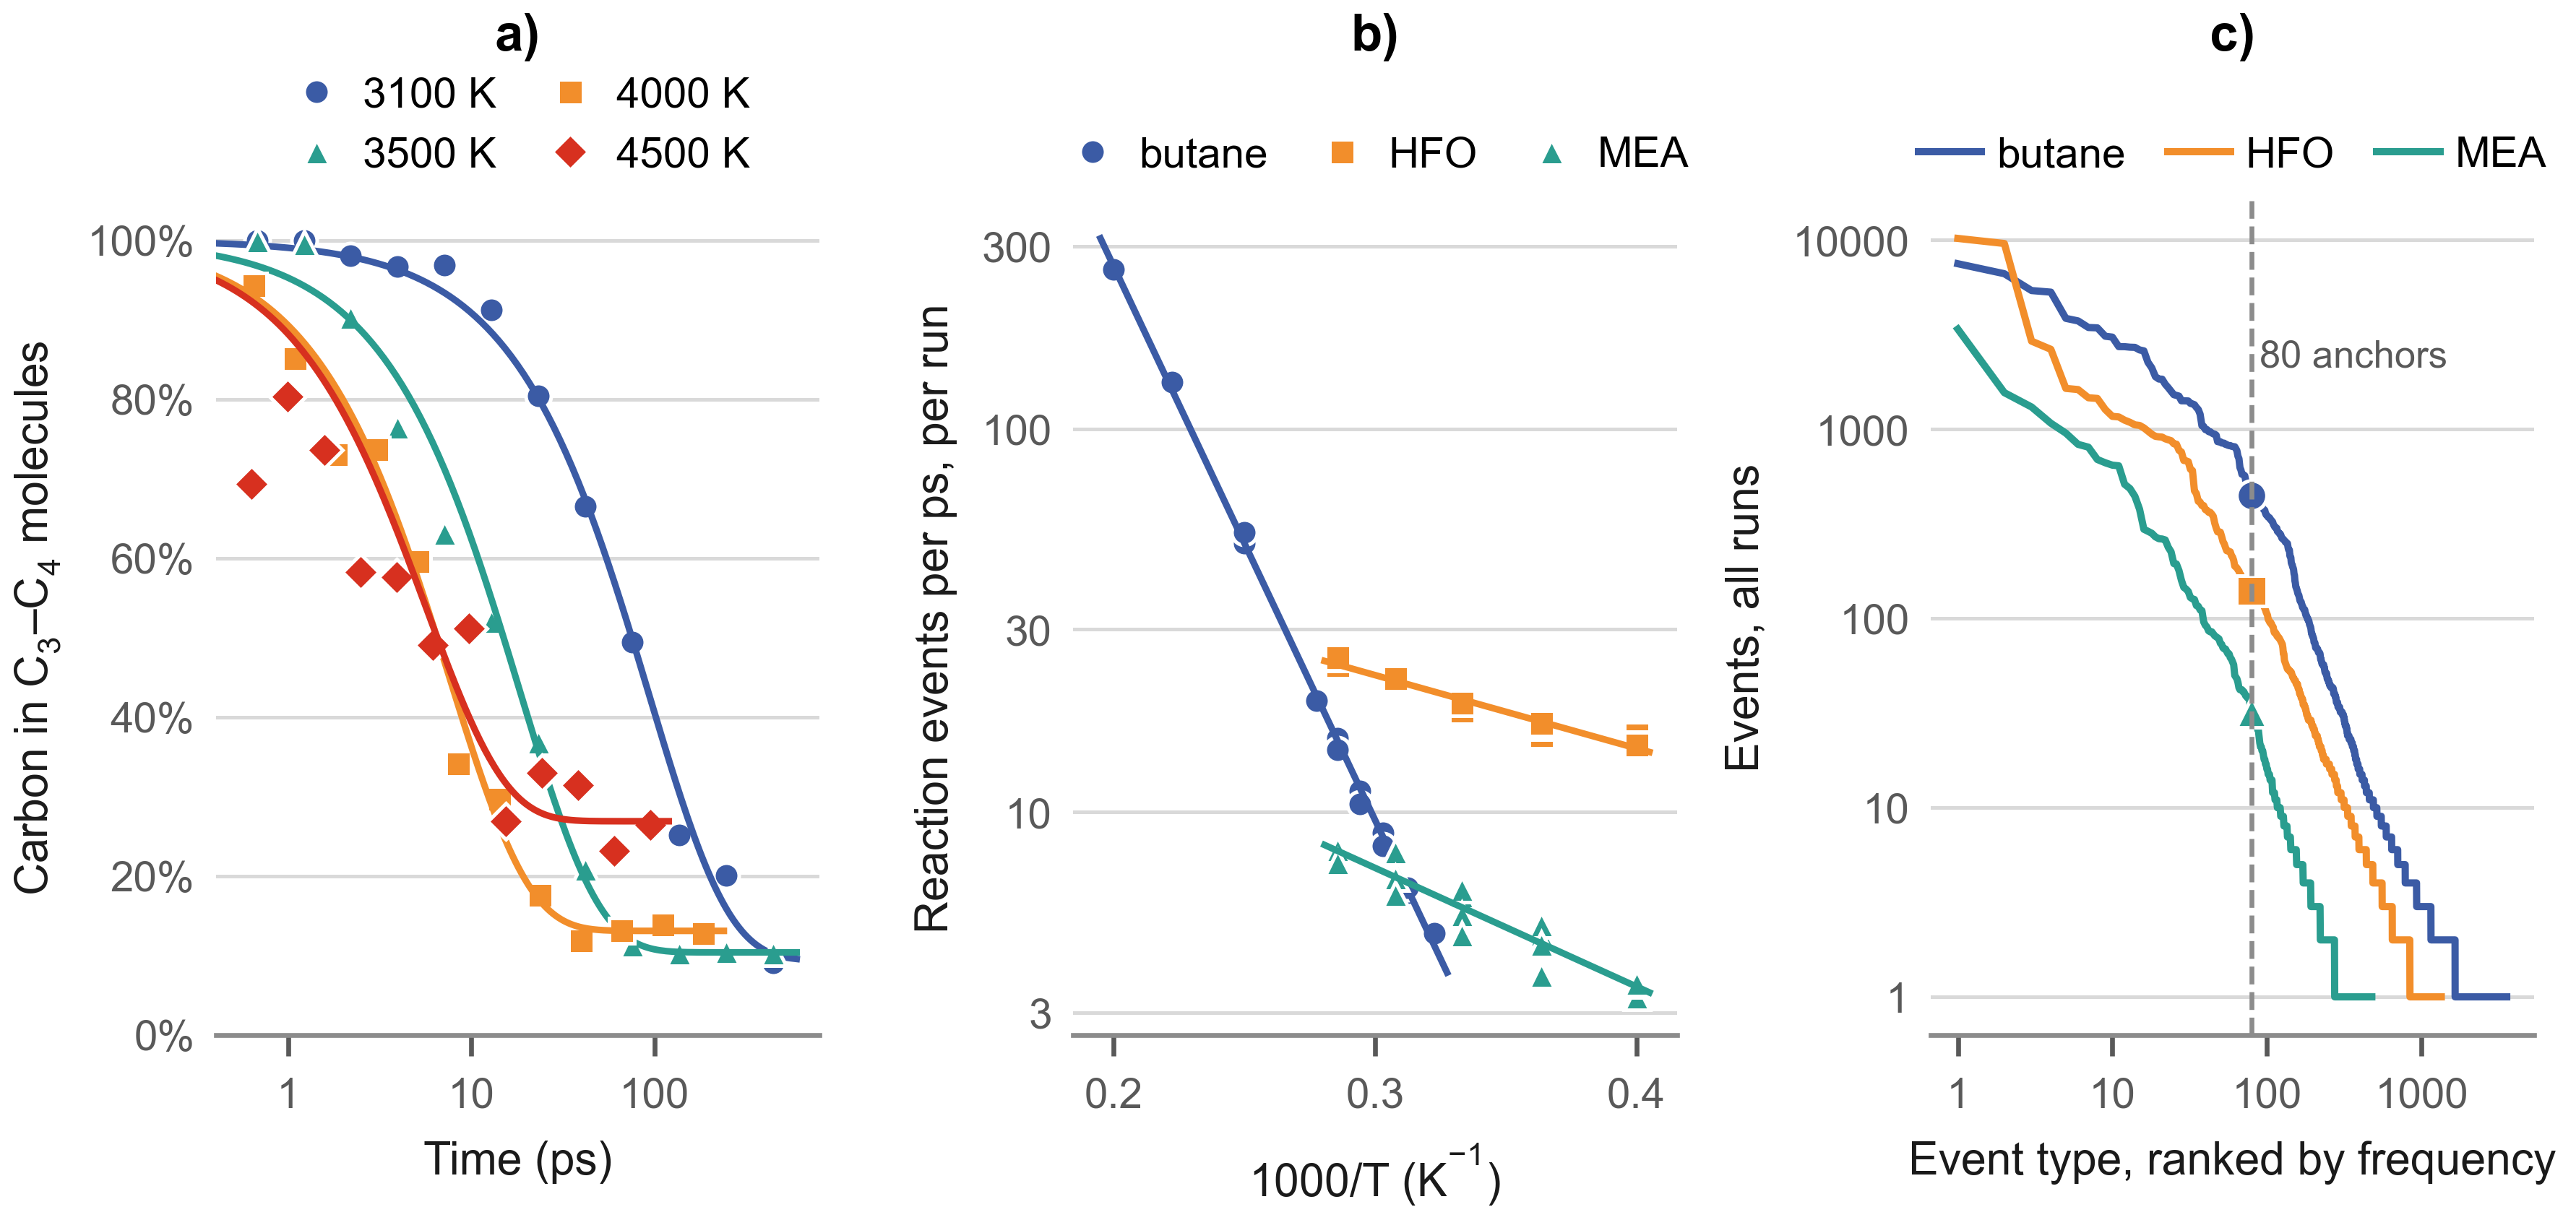 a)
3100 K
4000 K
3500 K
4500 K
100%
80%
60%
40%
20%
0%
1
10
100
Time (ps)
Carbon in C₃–C₄ molecules
b)
butane
HFO
MEA
300
100
30
10
3
0.2
0.3
0.4
1000/T (K⁻¹)
Reaction events per ps, per run
c)
butane
HFO
MEA
10000
1000
100
10
1
80 anchors
1
10
100
1000
Event type, ranked by frequency
Events, all runs